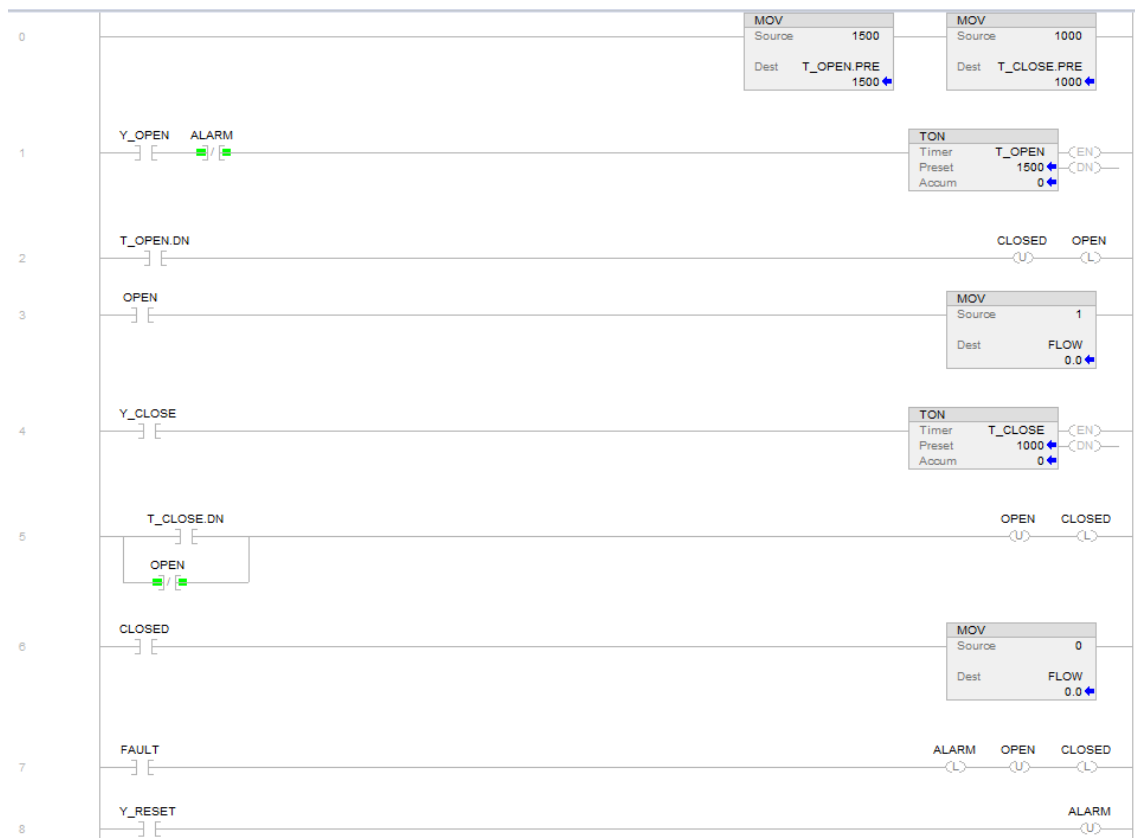 MOV MOV
0 Source 1500 Source 1000
Dest T_OPEN.PRE Dest T_CLOSE.PRE
1500 1000
Y_OPEN ALARM TON
1 Timer T_OPEN EN
Preset 1500 DN
Accum 0
T_OPEN.DN CLOSED OPEN
2 U L
OPEN MOV
3 Source 1
Dest FLOW
0.0
Y_CLOSE TON
4 Timer T_CLOSE EN
Preset 1000 DN
Accum 0
T_CLOSE.DN OPEN CLOSED
5 U L
OPEN
CLOSED MOV
6 Source 0
Dest FLOW
0.0
FAULT ALARM OPEN CLOSED
7 L U L
Y_RESET ALARM
8 U